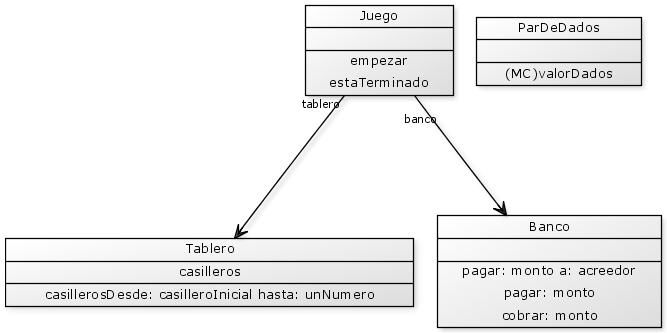 Juego
empezar
estaTerminado
ParDeDados
(MC)valorDados
tablero
banco
Tablero
casilleros
casillerosDesde: casilleroInicial hasta: unNumero
Banco
pagar: monto a: acreedor
pagar: monto
cobrar: monto